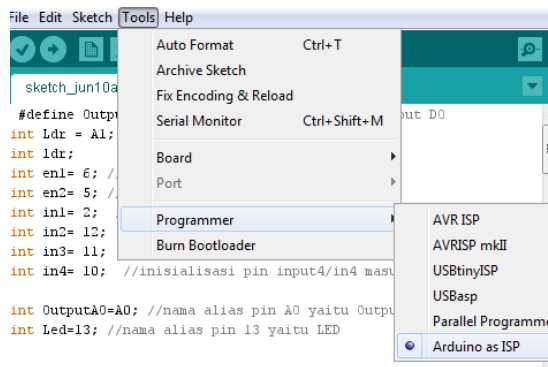 File Edit Sketch Tools Help
sketch_jun10a
Auto Format Ctrl+T
Archive Sketch
Fix Encoding & Reload
Serial Monitor Ctrl+Shift+M
Board
Port
Programmer
Burn Bootloader
AVR ISP
AVRISP mkII
USBtinyISP
USBasp
Parallel Programme
Arduino as ISP
#define Outpu put D0
int Ldr = A1;
int ldr;
int en1= 6; /
int en2= 5; /
int in1= 2;
int in2= 12;
int in3= 11;
int in4= 10; //inisialisasi pin input4/in4 masu
int OutputA0=A0; //nama alias pin A0 yaitu Outpu
int Led=13; //nama alias pin 13 yaitu LED